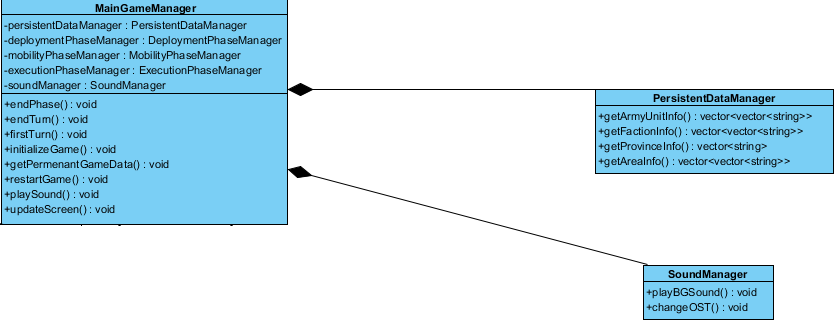 MainGameManager
-persistentDataManager : PersistentDataManager
-deploymentPhaseManager : DeploymentPhaseManager
-mobilityPhaseManager : MobilityPhaseManager
-executionPhaseManager : ExecutionPhaseManager
-soundManager : SoundManager
+endPhase() : void
+endTurn() : void
+firstTurn() : void
+initializeGame() : void
+getPermenantGameData() : void
+restartGame() : void
+playSound() : void
+updateScreen() : void
PersistentDataManager
+getArmyUnitInfo() : vector<vector<string>>
+getFactionInfo() : vector<vector<string>>
+getProvinceInfo() : vector<string>
+getAreaInfo() : vector<vector<string>>
SoundManager
+playBGSound() : void
+changeOST() : void